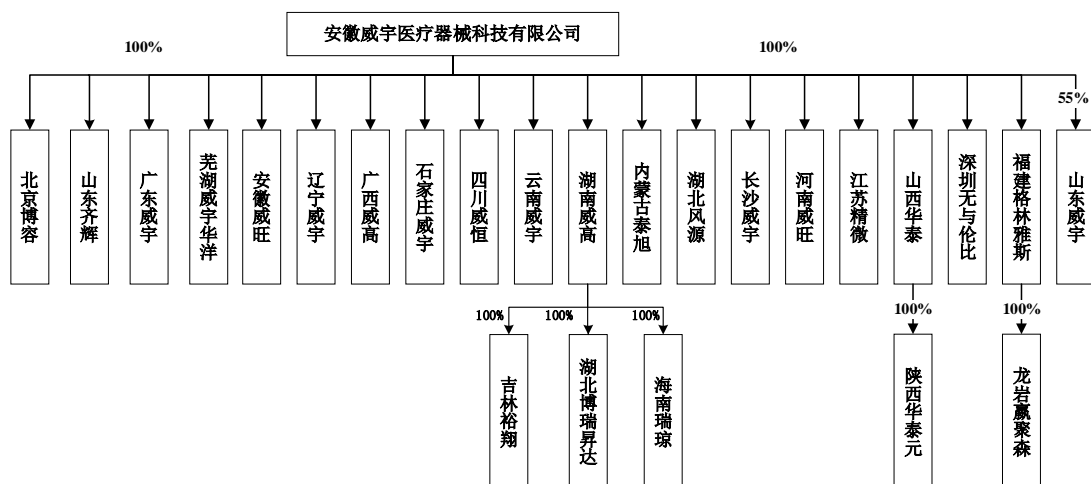 安徽威宇医疗器械科技有限公司
100%
100%
55%
北京博容
山东齐辉
广东威宇
芜湖威宇华洋
安徽威旺
辽宁威宇
广西威高
石家庄威宇
四川威恒
云南威宇
湖南威高
内蒙古泰旭
湖北风源
长沙威宇
河南威旺
江苏精微
山西华泰
深圳无与伦比
福建格林雅斯
山东威宇
100%
100%
100%
100%
100%
吉林裕翔
湖北博瑞昇达
海南瑞琼
陕西华泰元
龙岩赢聚森